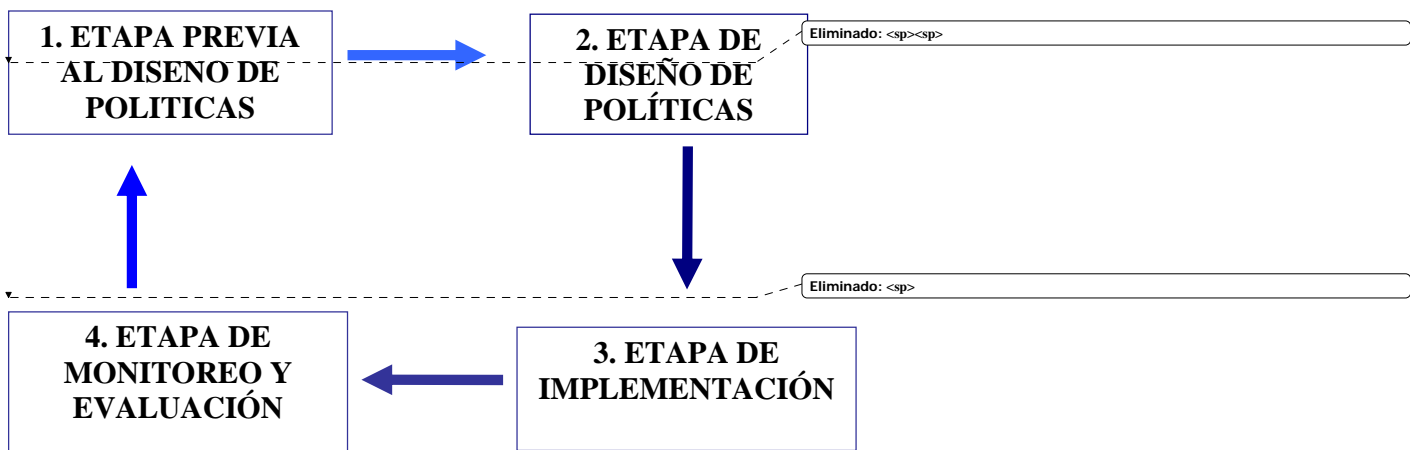 1. ETAPA PREVIA
AL DISENO DE
POLITICAS
2. ETAPA DE
DISEÑO DE
POLÍTICAS
Eliminado: <sp><sp>
Eliminado: <sp>
4. ETAPA DE
MONITOREO Y
EVALUACIÓN
3. ETAPA DE
IMPLEMENTACIÓN